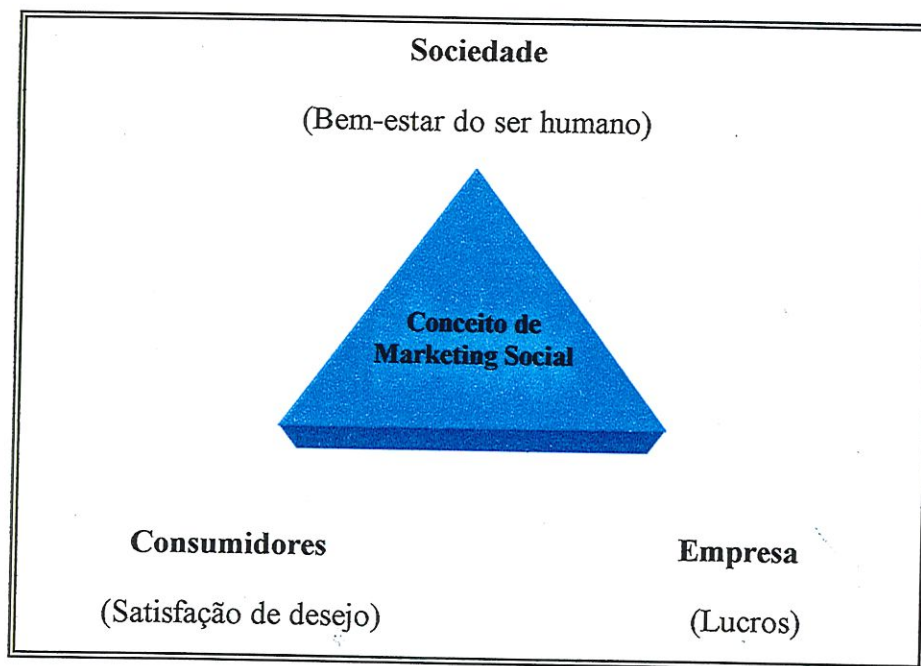 Sociedade
(Bem-estar do ser humano)
Conceito de
Marketing Social
Consumidores
Empresa
(Satisfação de desejo)
(Lucros)